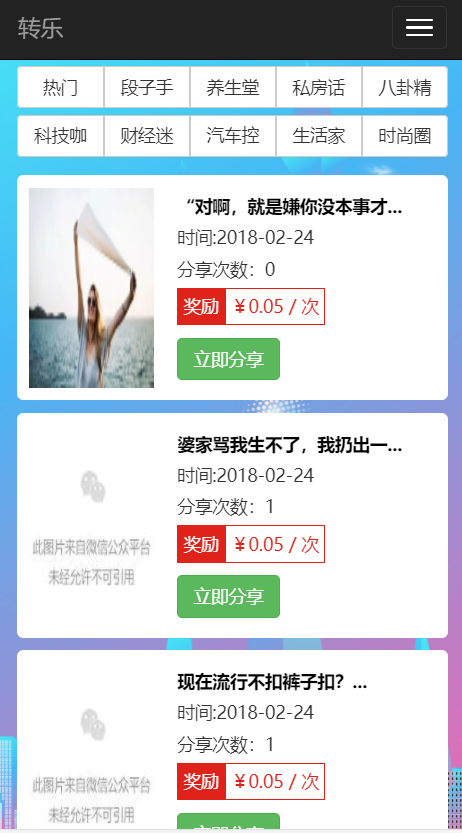 转乐
热门 段子手 养生堂 私房话 八卦精
科技咖 财经迷 汽车控 生活家 时尚圈
“对啊，就是嫌你没本事才...
时间:2018-02-24
分享次数：0
奖励 ￥0.05 / 次
立即分享
婆家骂我生不了，我扔出一...
时间:2018-02-24
分享次数：1
奖励 ￥0.05 / 次
立即分享
此图片来自微信公众平台
未经允许不可引用
现在流行不扣裤子扣？...
时间:2018-02-24
分享次数：1
奖励 ￥0.05 / 次
立即分享
此图片来自微信公众平台
未经允许不可引用